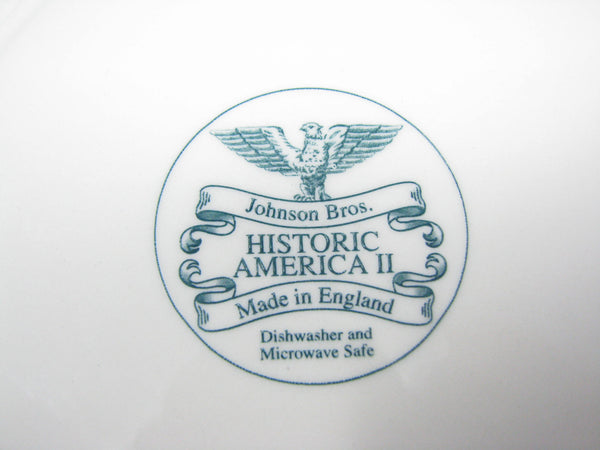 Johnson Bros.
HISTORIC
AMERICA II
Made in England
Dishwasher and
Microwave Safe